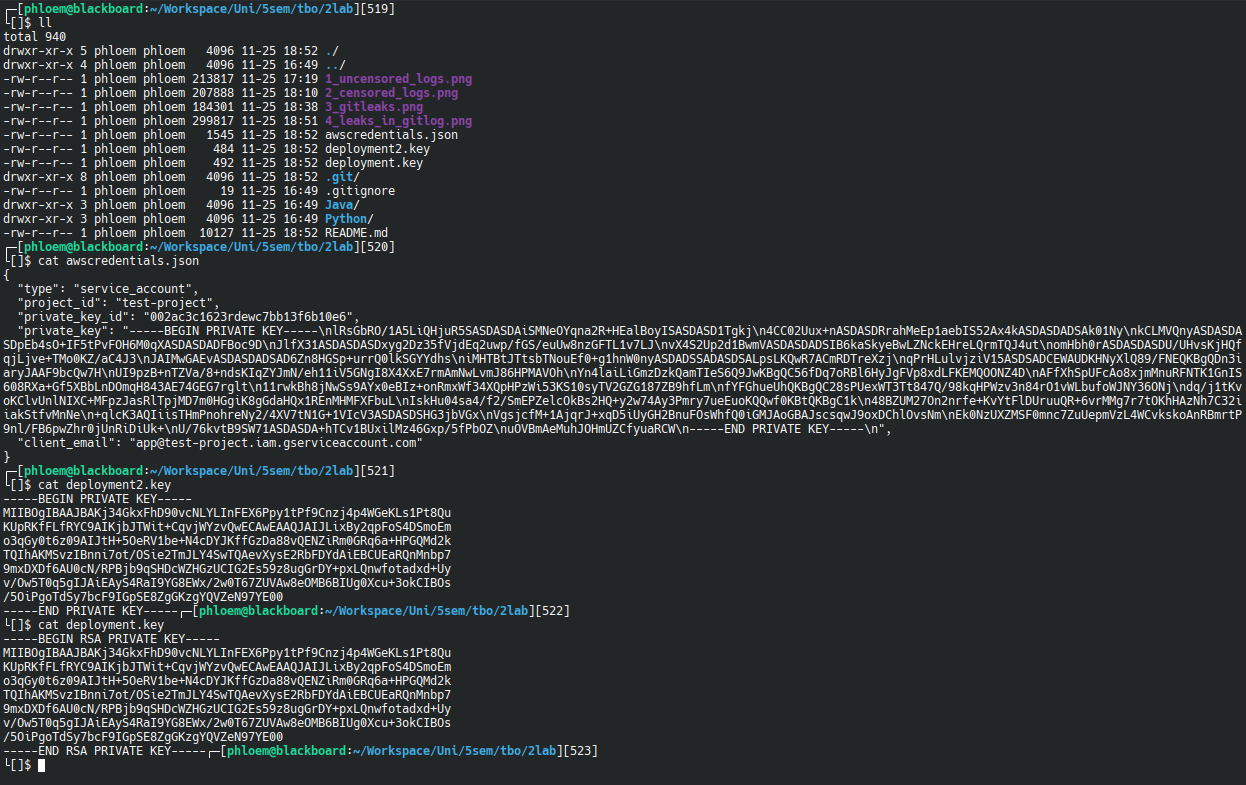 ┌─[phloem@blackboard:~/Workspace/Uni/5sem/tbo/2lab][519]
└[]$ ll
total 940
drwxr-xr-x 5 phloem phloem   4096 11-25 18:52 ./
drwxr-xr-x 4 phloem phloem   4096 11-25 16:49 ../
-rw-r--r-- 1 phloem phloem 213817 11-25 17:19 1_uncensored_logs.png
-rw-r--r-- 1 phloem phloem 207888 11-25 18:10 2_censored_logs.png
-rw-r--r-- 1 phloem phloem 184301 11-25 18:38 3_gitleaks.png
-rw-r--r-- 1 phloem phloem 299817 11-25 18:51 4_leaks_in_gitlog.png
-rw-r--r-- 1 phloem phloem   1545 11-25 18:52 awscredentials.json
-rw-r--r-- 1 phloem phloem    484 11-25 18:52 deployment2.key
-rw-r--r-- 1 phloem phloem    492 11-25 18:52 deployment.key
drwxr-xr-x 8 phloem phloem   4096 11-25 18:52 .git/
-rw-r--r-- 1 phloem phloem     19 11-25 16:49 .gitignore
drwxr-xr-x 3 phloem phloem   4096 11-25 16:49 Java/
drwxr-xr-x 3 phloem phloem   4096 11-25 16:49 Python/
-rw-r--r-- 1 phloem phloem  10127 11-25 18:52 README.md
┌─[phloem@blackboard:~/Workspace/Uni/5sem/tbo/2lab][520]
└[]$ cat awscredentials.json
{
  "type": "service_account",
  "project_id": "test-project",
  "private_key_id": "002ac3c1623rdewc7bb13f6b10e6",
  "private_key": "-----BEGIN PRIVATE KEY-----\nlRsGbRO/1A5LiQHjuR5SASDASDAiSMNeOYqna2R+HEalBoyISASDASD1Tgkj\n4CC02Uux+nASDASDRrahMeEp1aebIS52Ax4kASDASDADSAk01Ny\nkCLMVQnyASDASDA
SDpEb4sO+IF5tPvFOH6M0qXASDASDADFBoc9D\nJlfX31ASDASDASDxyg2Dz35fVjdEq2uwp/fGS/euUw8nzGFTL1v7LJ\nvX4S2Up2d1BwmVASDASDADSIB6kaSkyeBwLZNckEHreLQrmTQJ4ut\nomHbh0rASDASDASDU/UHvsKjHQf
qjLjve+TMo0KZ/aC4J3\nJAIMwGAEvASDASDADSAD6Zn8HGSp+urrQ0lkSGYYdhs\niMHTBtJTtsbTNouEf0+g1hnW0nyASDADSSADASDSALpsLKQwR7ACmRDTreXzj\nqPrHLulvjziV15ASDSADCEWAUDKHNyXlQ89/FNEQKBgQDn3i
aryJAAF9bcQw7H\nUI9pzB+nTZVa/8+ndsKIqZYJmN/eh11iV5GNgI8X4XxE7rmAmNwLvmJ86HPMAVOh\nYn4laiLiGmzDzkQamTIeS6Q9JwKBgQC56fDq7oRBl6HyJgFVp8xdLFKEMQOONZ4D\nAFfXhSpUFcAo8xjmMnuRFNTK1GnIS
608RXa+Gf5XBbLnDOmqH843AE74GEG7rglt\n11rwkBh8jNwSs9AYx0eBIz+onRmxWf34XQpHPzWi53KS10syTV2GZG187ZB9hfLm\nfYFGhueUhQKBgQC28sPUexWT3Tt847Q/98kqHPWzv3n84rO1vWLbufoWJNY36ONj\ndq/j1tKv
oKClvUnlNIXC+MFpzJasRlTpjMD7m0HGgiK8gGdaHQx1REnMHMFXFbuL\nIskHu04sa4/f2/SmEPZelcOkBs2HQ+y2w74Ay3Pmry7ueEuoKQQwf0KBtQKBgC1k\n48BZUM27On2nrfe+KvYtFlDUruuQR+6vrMMg7r7tOKhHAzNh7C32i
iakStfvMnNe\n+qlcK3AQIiisTHmPnohreNy2/4XV7tN1G+1VIcV3ASDASDSHG3jbVGx\nVgsjcfM+1AjqrJ+xqD5iUyGH2BnuFOsWhfQ0iGMJAoGBAJscsqwJ9oxDChlOvsNm\nEk0NzUXZMSF0mnc7ZuUepmVzL4WCvkskoAnRBmrtP
9nl/FB6pwZhr0jUnRiDiUk+\nU/76kvtB9SW71ASDASDA+hTCv1BUxilMz46Gxp/5fPbOZ\nuOVBmAeMuhJOHmUZCfyuaRCW\n-----END PRIVATE KEY-----\n",
  "client_email": "app@test-project.iam.gserviceaccount.com"
}
┌─[phloem@blackboard:~/Workspace/Uni/5sem/tbo/2lab][521]
└[]$ cat deployment2.key
-----BEGIN PRIVATE KEY-----
MIIBOgIBAAJBAKj34GkxFhD90vcNLYLInFEX6Ppy1tPf9Cnzj4p4WGeKLs1Pt8Qu
KUpRKfFLfRYC9AIKjbJTWit+CqvjWYzvQwECAwEAAQJAIJLixBy2qpFoS4DSmoEm
o3qGy0t6z09AIJtH+5OeRV1be+N4cDYJKffGzDa88vQENZiRm0GRq6a+HPGQMd2k
TQIhAKMSvzIBnni7ot/OSie2TmJLY4SwTQAevXysE2RbFDYdAiEBCUEaRQnMnbp7
9mxDXDf6AU0cN/RPBjb9qSHDcWZHGzUCIG2Es59z8ugGrDY+pxLQnwfotadxd+Uy
v/Ow5T0q5gIJAiEAyS4RaI9YG8EWx/2w0T67ZUVAw8eOMB6BIUg0Xcu+3okCIBOs
/5OiPgoTdSy7bcF9IGpSE8ZgGKzgYQVZeN97YE00
-----END PRIVATE KEY-----┌─[phloem@blackboard:~/Workspace/Uni/5sem/tbo/2lab][522]
└[]$ cat deployment.key
-----BEGIN RSA PRIVATE KEY-----
MIIBOgIBAAJBAKj34GkxFhD90vcNLYLInFEX6Ppy1tPf9Cnzj4p4WGeKLs1Pt8Qu
KUpRKfFLfRYC9AIKjbJTWit+CqvjWYzvQwECAwEAAQJAIJLixBy2qpFoS4DSmoEm
o3qGy0t6z09AIJtH+5OeRV1be+N4cDYJKffGzDa88vQENZiRm0GRq6a+HPGQMd2k
TQIhAKMSvzIBnni7ot/OSie2TmJLY4SwTQAevXysE2RbFDYdAiEBCUEaRQnMnbp7
9mxDXDf6AU0cN/RPBjb9qSHDcWZHGzUCIG2Es59z8ugGrDY+pxLQnwfotadxd+Uy
v/Ow5T0q5gIJAiEAyS4RaI9YG8EWx/2w0T67ZUVAw8eOMB6BIUg0Xcu+3okCIBOs
/5OiPgoTdSy7bcF9IGpSE8ZgGKzgYQVZeN97YE00
-----END RSA PRIVATE KEY-----┌─[phloem@blackboard:~/Workspace/Uni/5sem/tbo/2lab][523]
└[]$